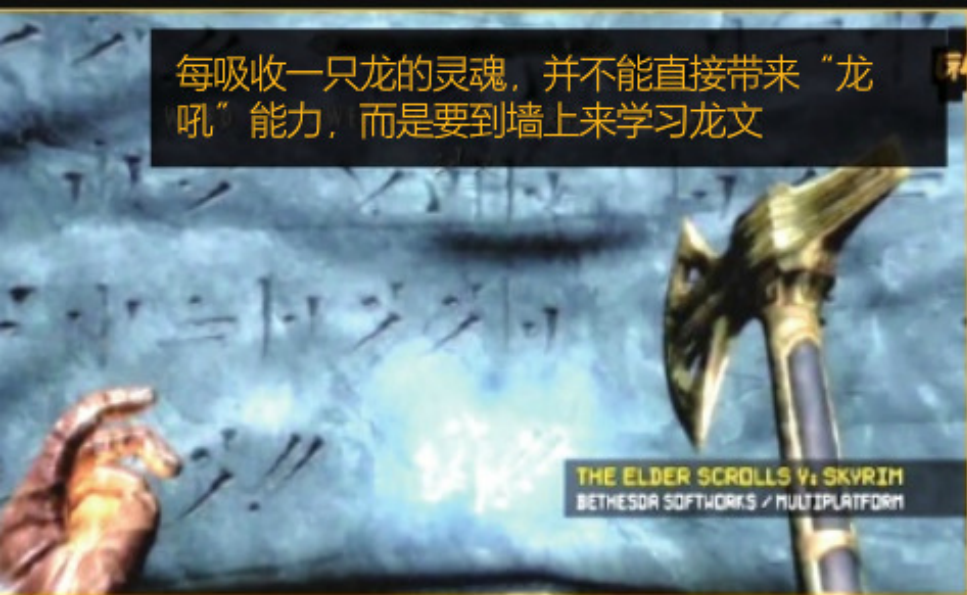 每吸收一只龙的灵魂，并不能直接带来“龙
吼”能力，而是要到墙上来学习龙文
THE ELDER SCROLLS V: SKYRIM
BETHESDA SOFTWORKS / MULTIPLATFORM